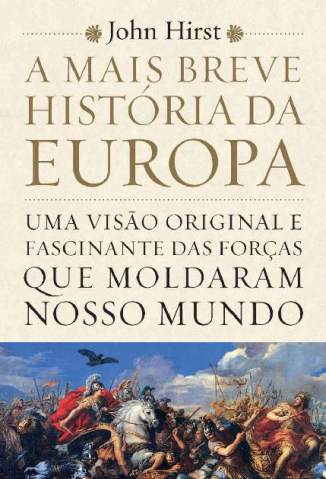 John Hirst
A MAIS BREVE
HISTÓRIA DA
EUROPA
UMA VISÃO ORIGINAL E
FASCINANTE DAS FORÇAS
QUE MOLDARAM
NOSSO MUNDO